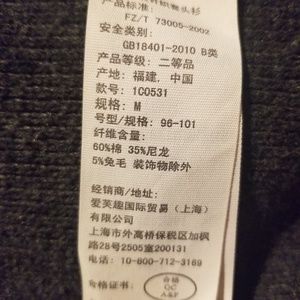 织套头衫
产品标准:
FZ/T 73005-2002
安全类别:
GB18401-2010 B类
产品等级: 二等品
产地: 福建, 中国
款号: 1C0531
规格: M
号型/规格: 96-101
纤维含量:
60%棉 35%尼龙
5%兔毛 装饰物除外
经销商/地址:
爱芙趣国际贸易（上海）
有限公司
上海市外高桥保税区加枫
路28号2505室200131
电话: 10-800-712-3169
合格证书:
合格
QC
A&F